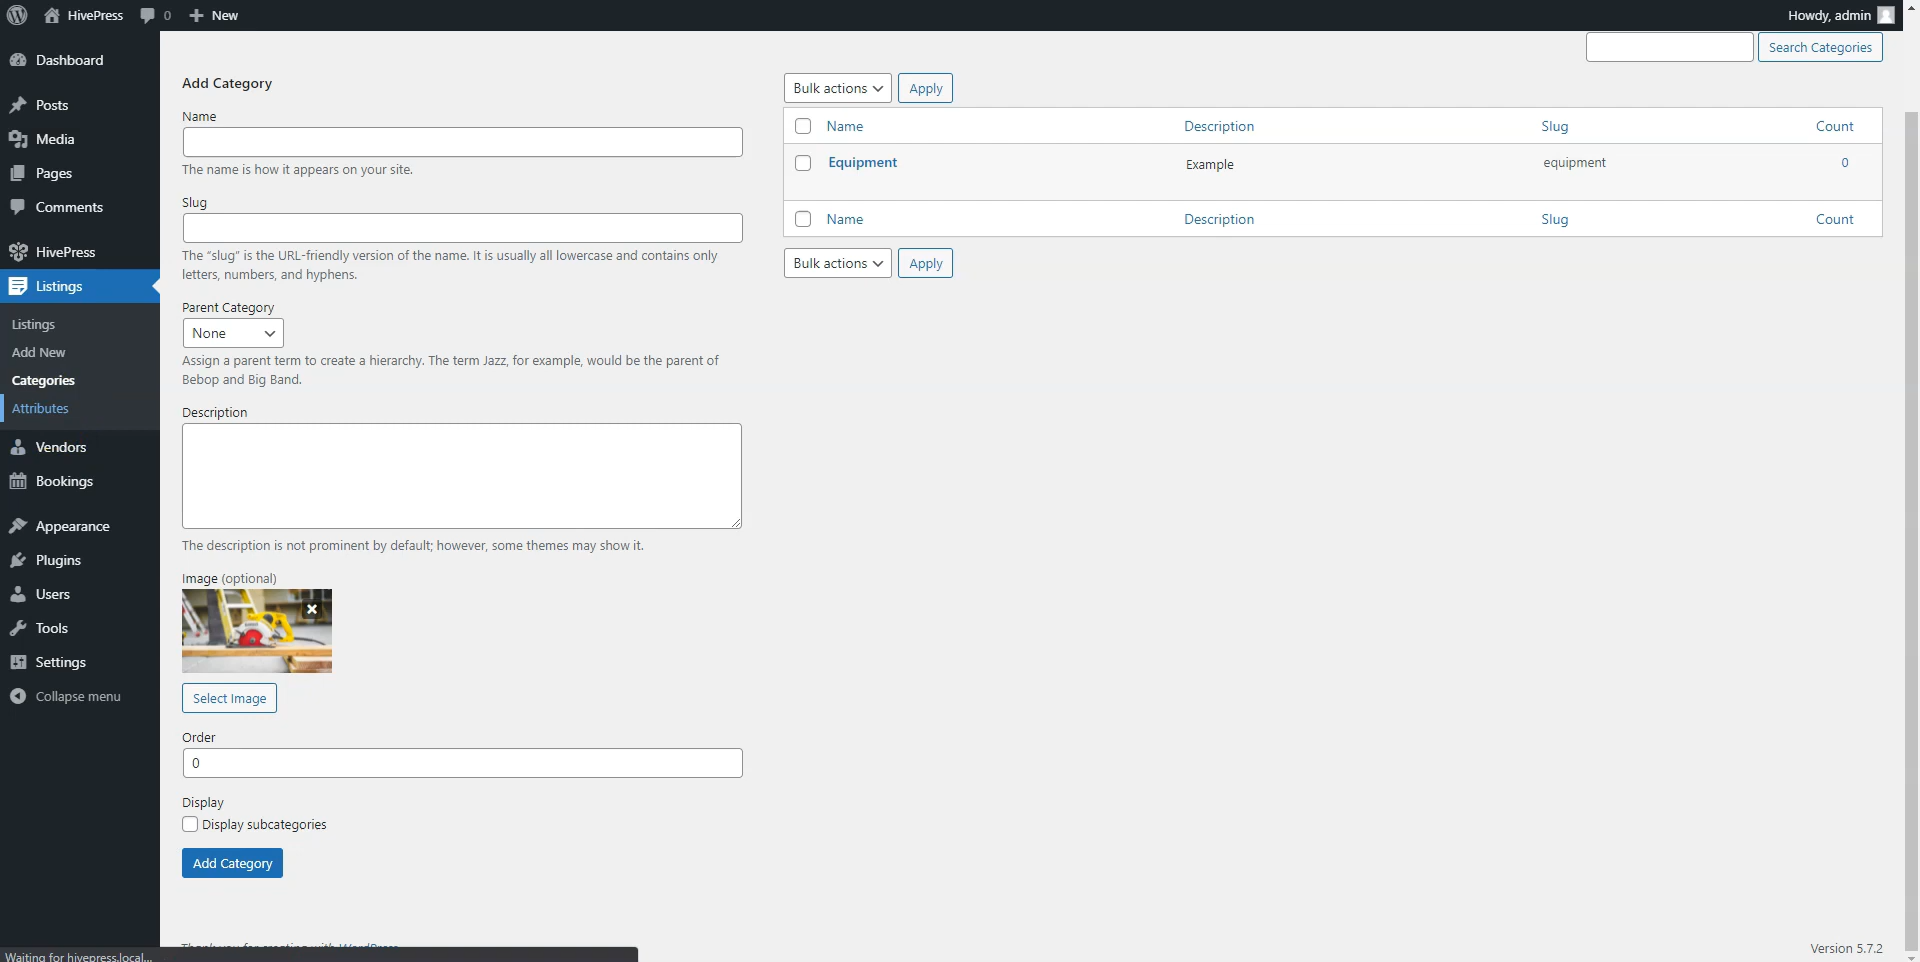 HivePress
0
New
Howdy, admin
Dashboard
Posts
Media
Pages
Comments
HivePress
Listings
Listings
Add New
Categories
Attributes
Vendors
Bookings
Appearance
Plugins
Users
Tools
Settings
Collapse menu
Search Categories
Add Category
Name
The name is how it appears on your site.
Slug
The “slug” is the URL-friendly version of the name. It is usually all lowercase and contains only
letters, numbers, and hyphens.
Parent Category
None
Assign a parent term to create a hierarchy. The term Jazz, for example, would be the parent of
Bebop and Big Band.
Description
The description is not prominent by default; however, some themes may show it.
Image (optional)
Select Image
Order
0
Display
Display subcategories
Add Category
Bulk actions Apply
Name Description Slug Count
Equipment Example equipment 0
Name Description Slug Count
Bulk actions Apply
Thank you for creating with WordPress
Version 5.7.2
Waiting for hivepress.local...